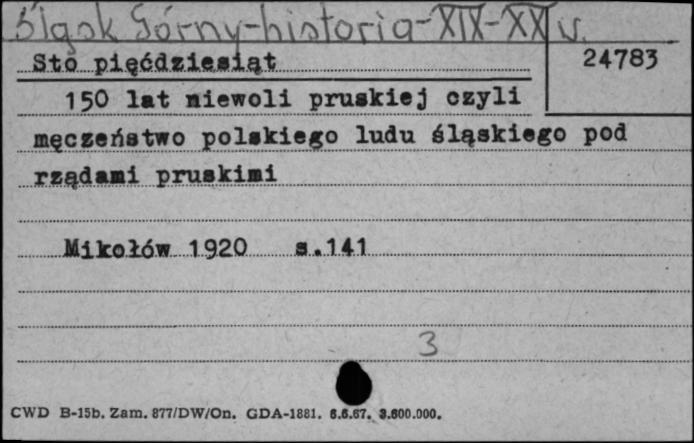 Śląsk Górny-historia-XIX-XX w.
Sto pięćdziesiąt
24783
150 lat niewoli pruskiej czyli
męczeństwo polskiego ludu śląskiego pod
rządami pruskimi
Mikołów 1920 s.141
3
CWD B-15b. Zam. 877/DW/On. GDA-1881. 6.6.67. 3.600.000.